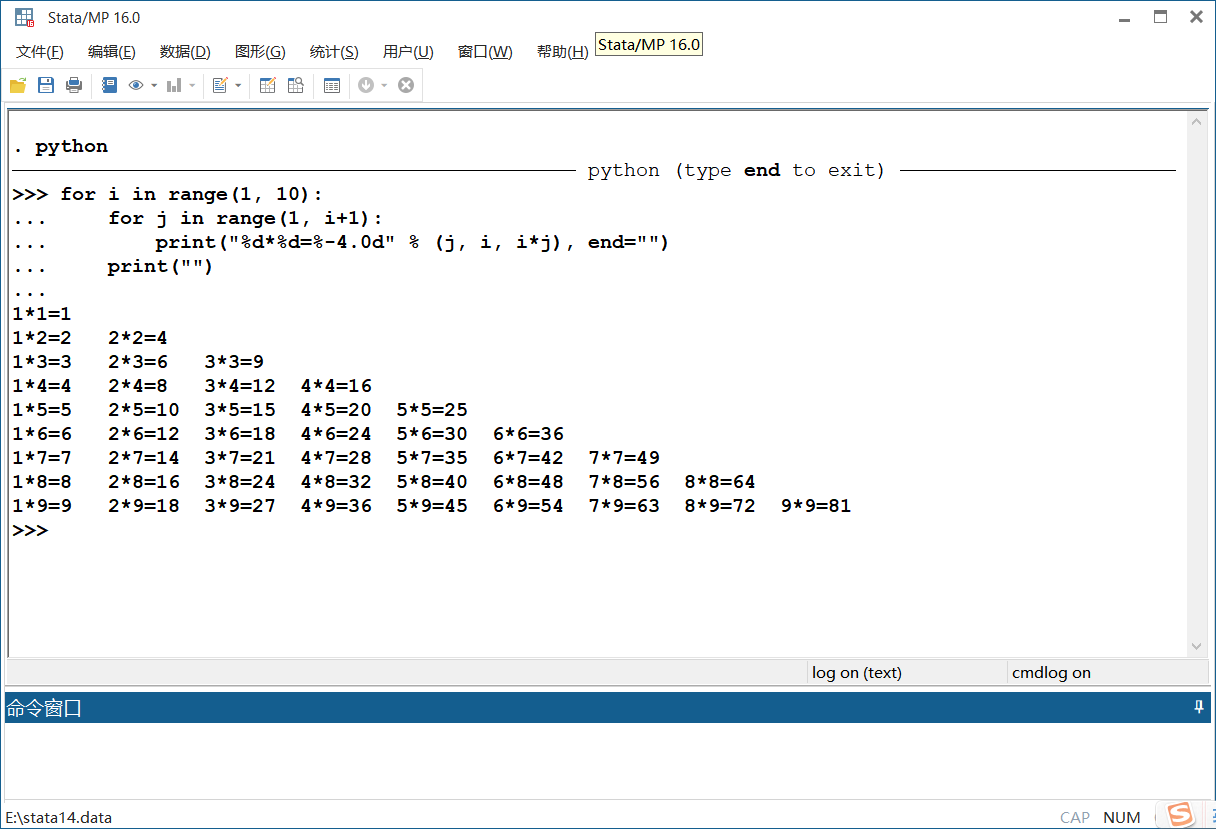 Stata/MP 16.0
文件(F) 编辑(E) 数据(D) 图形(G) 统计(S) 用户(U) 窗口(W) 帮助(H) Stata/MP 16.0
. python
python (type end to exit)
>>> for i in range(1, 10):
...     for j in range(1, i+1):
...         print("%d*%d=%-4.0d" % (j, i, i*j), end="")
...     print("")
...
1*1=1
1*2=2   2*2=4
1*3=3   2*3=6   3*3=9
1*4=4   2*4=8   3*4=12  4*4=16
1*5=5   2*5=10  3*5=15  4*5=20  5*5=25
1*6=6   2*6=12  3*6=18  4*6=24  5*6=30  6*6=36
1*7=7   2*7=14  3*7=21  4*7=28  5*7=35  6*7=42  7*7=49
1*8=8   2*8=16  3*8=24  4*8=32  5*8=40  6*8=48  7*8=56  8*8=64
1*9=9   2*9=18  3*9=27  4*9=36  5*9=45  6*9=54  7*9=63  8*9=72  9*9=81
>>>
log on (text) cmdlog on
命令窗口
E:\stata14.data CAP NUM